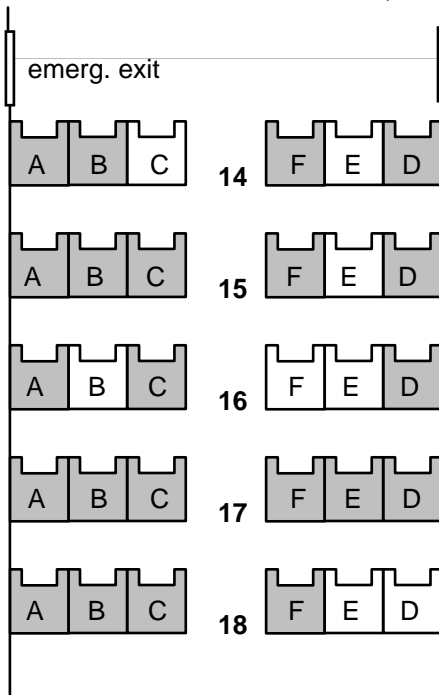 emerg. exit
A B C 14 F E D
A B C 15 F E D
A B C 16 F E D
A B C 17 F E D
A B C 18 F E D